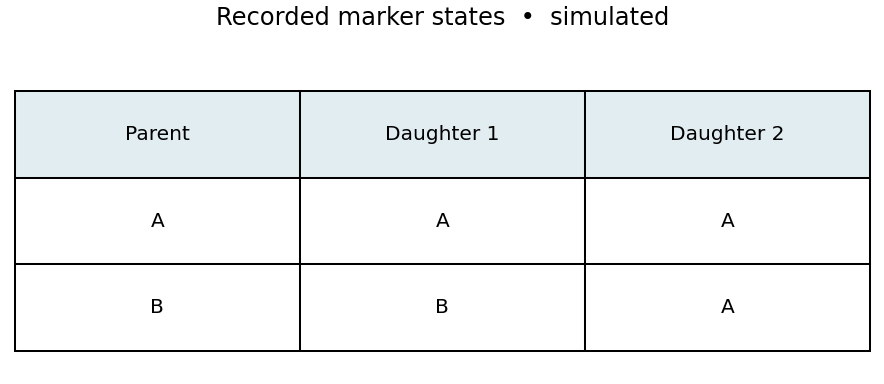 Recorded marker states • simulated
Parent Daughter 1 Daughter 2
A A A
B B A